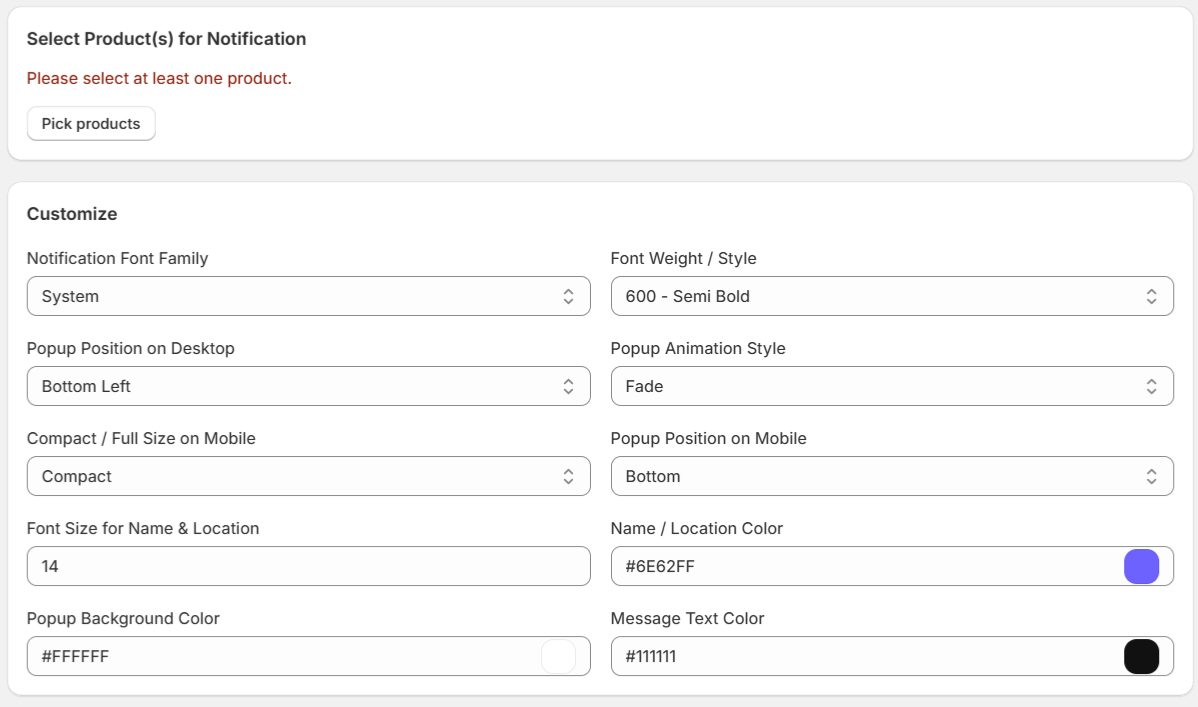 Select Product(s) for Notification
Please select at least one product.
Pick products
Customize
Notification Font Family
Font Weight / Style
System
600 - Semi Bold
Popup Position on Desktop
Popup Animation Style
Bottom Left
Fade
Compact / Full Size on Mobile
Popup Position on Mobile
Compact
Bottom
Font Size for Name & Location
Name / Location Color
14
#6E62FF
Popup Background Color
Message Text Color
#FFFFFF
#111111